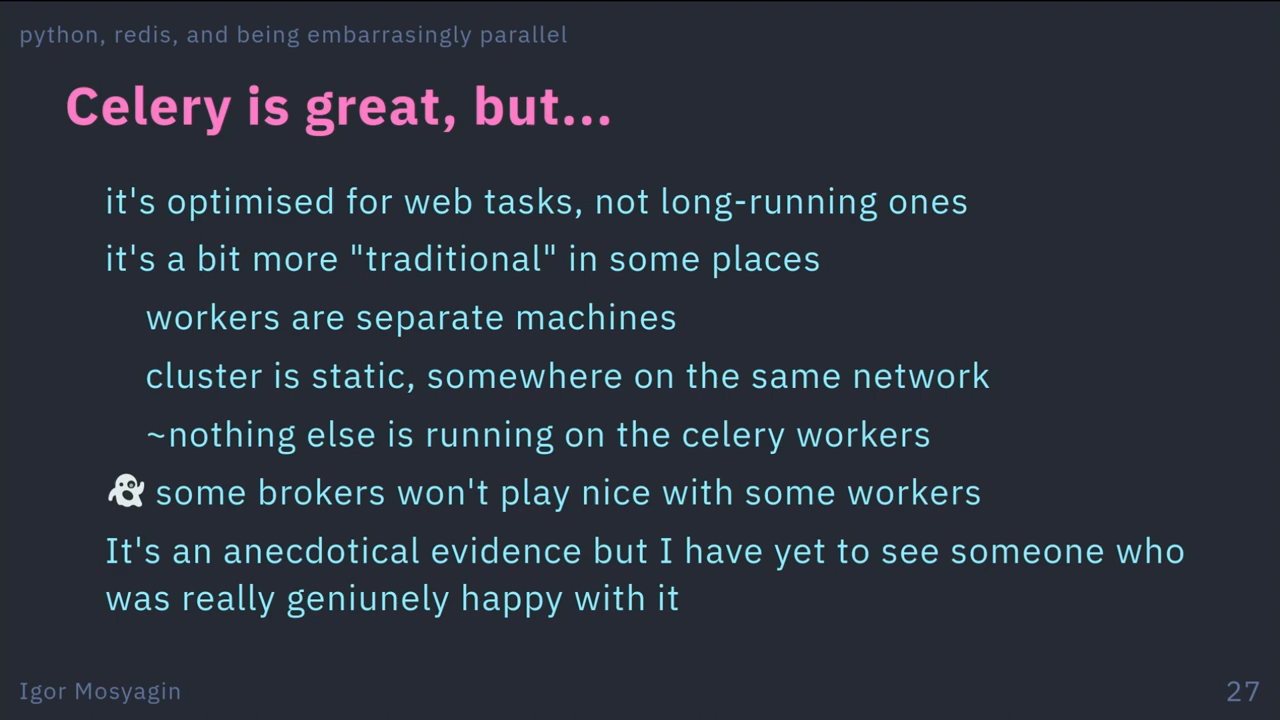 python, redis, and being embarrasingly parallel
Celery is great, but...
it's optimised for web tasks, not long-running ones
it's a bit more "traditional" in some places
workers are separate machines
cluster is static, somewhere on the same network
~nothing else is running on the celery workers
👻 some brokers won't play nice with some workers
It's an anecdotical evidence but I have yet to see someone who
was really geniunely happy with it
Igor Mosyagin
27